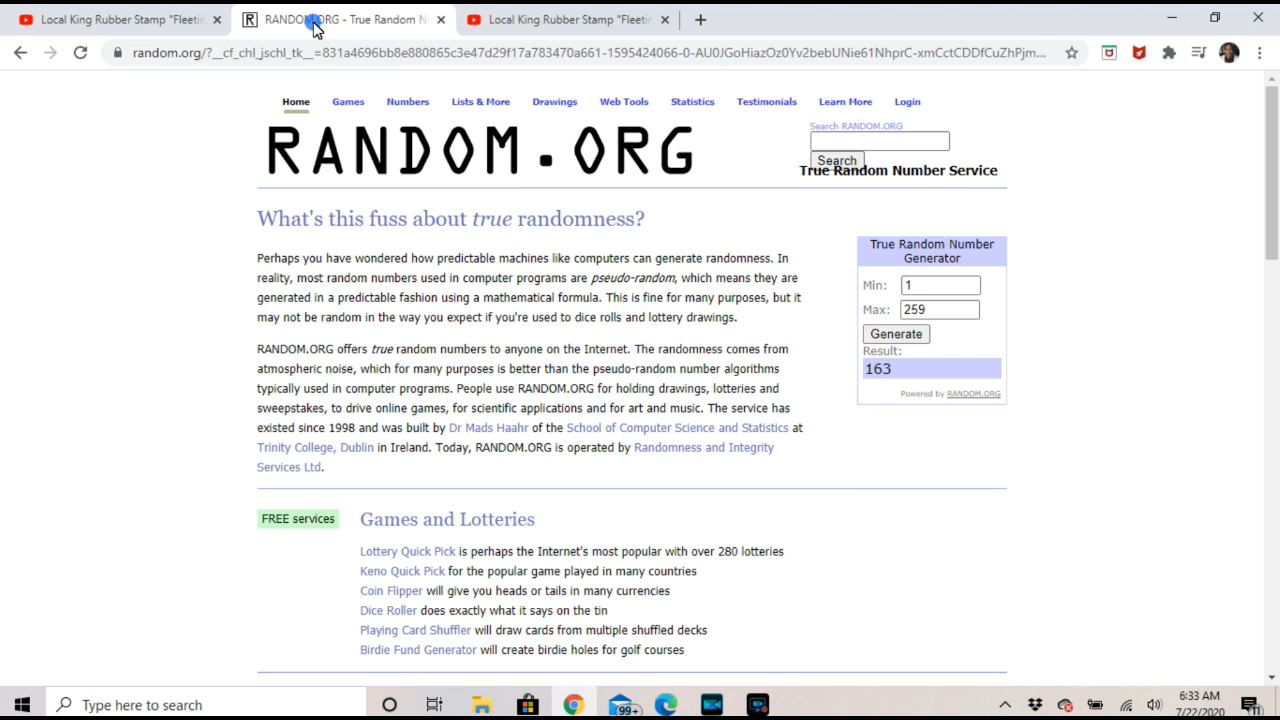 Local King Rubber Stamp "Fleeting
RANDOM.ORG - True Random N
Local King Rubber Stamp "Fleetin
random.org/?__cf_chl_jschl_tk__=831a4696bb8e880865c3e47d29f17a783470a661-1595424066-0-AU0JGoHiazOz0Yv2bebUNie61NhprC-xmCctCDDfCuZhPjm...
Home Games Numbers Lists & More Drawings Web Tools Statistics Testimonials Learn More Login
RANDOM.ORG
Search RANDOM.ORG
Search
True Random Number Service
What's this fuss about true randomness?
Perhaps you have wondered how predictable machines like computers can generate randomness. In
reality, most random numbers used in computer programs are pseudo-random, which means they are
generated in a predictable fashion using a mathematical formula. This is fine for many purposes, but it
may not be random in the way you expect if you're used to dice rolls and lottery drawings.
RANDOM.ORG offers true random numbers to anyone on the Internet. The randomness comes from
atmospheric noise, which for many purposes is better than the pseudo-random number algorithms
typically used in computer programs. People use RANDOM.ORG for holding drawings, lotteries and
sweepstakes, to drive online games, for scientific applications and for art and music. The service has
existed since 1998 and was built by Dr Mads Haahr of the School of Computer Science and Statistics at
Trinity College, Dublin in Ireland. Today, RANDOM.ORG is operated by Randomness and Integrity
Services Ltd.
True Random Number
Generator
Min: 1
Max: 259
Generate
Result:
163
Powered by RANDOM.ORG
FREE services
Games and Lotteries
Lottery Quick Pick is perhaps the Internet's most popular with over 280 lotteries
Keno Quick Pick for the popular game played in many countries
Coin Flipper will give you heads or tails in many currencies
Dice Roller does exactly what it says on the tin
Playing Card Shuffler will draw cards from multiple shuffled decks
Birdie Fund Generator will create birdie holes for golf courses
Type here to search
99+
6:33 AM
7/22/2020